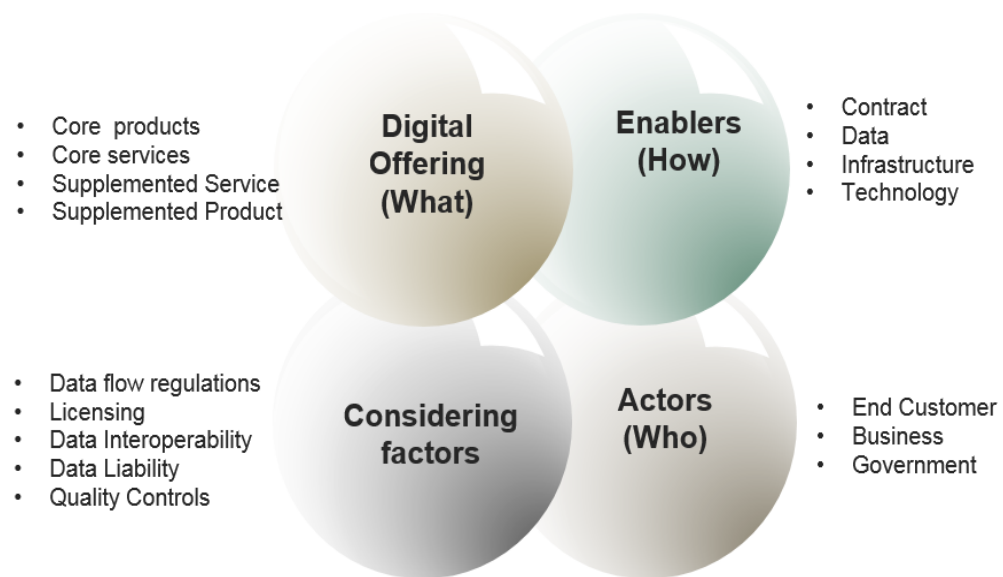 Digital
Offering
(What)
• Core products
• Core services
• Supplemented Service
• Supplemented Product
Enablers
(How)
• Contract
• Data
• Infrastructure
• Technology
Considering
factors
• Data flow regulations
• Licensing
• Data Interoperability
• Data Liability
• Quality Controls
Actors
(Who)
• End Customer
• Business
• Government